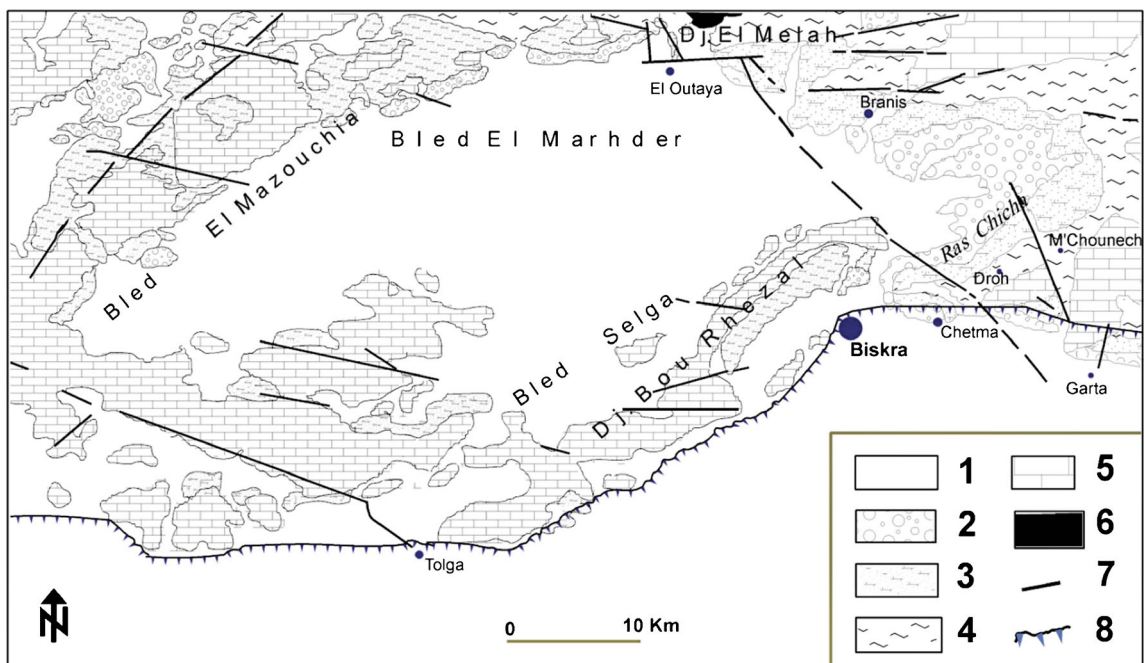 Dj. El Melah
El Outaya
Branis
Bled El Marhder
Bled El Mazouchia
Ras Chicha
M'Chounech
Droh
Bled Selga
Dj. Bou Rhezal
Biskra
Chetma
Garta
Tolga
N
0 10 Km
1 5
2 6
3 7
4 8